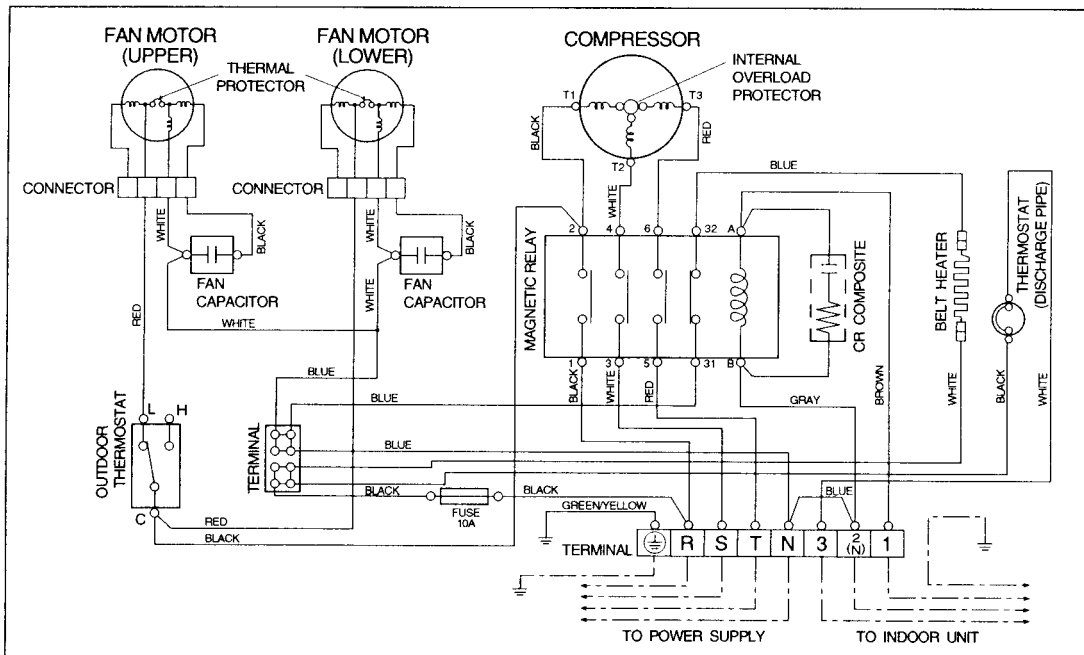 FAN MOTOR
(UPPER)
FAN MOTOR
(LOWER)
THERMAL
PROTECTOR
COMPRESSOR
INTERNAL
OVERLOAD
PROTECTOR
T1
T3
T2
BLACK
RED
WHITE
BLUE
CONNECTOR
CONNECTOR
WHITE
BLACK
WHITE
BLACK
FAN
CAPACITOR
FAN
CAPACITOR
RED
WHITE
WHITE
2
4
6
32
A
MAGNETIC RELAY
1
3
5
31
B
CR COMPOSITE
BELT HEATER
THERMOSTAT
(DISCHARGE PIPE)
BLACK
WHITE
RED
GRAY
BROWN
WHITE
BLACK
WHITE
BLUE
BLUE
BLUE
L
H
OUTDOOR
THERMOSTAT
C
TERMINAL
BLACK
FUSE
10A
BLACK
RED
BLACK
GREEN/YELLOW
BLUE
TERMINAL
R
S
T
N
3
2
(N)
1
TO POWER SUPPLY
TO INDOOR UNIT